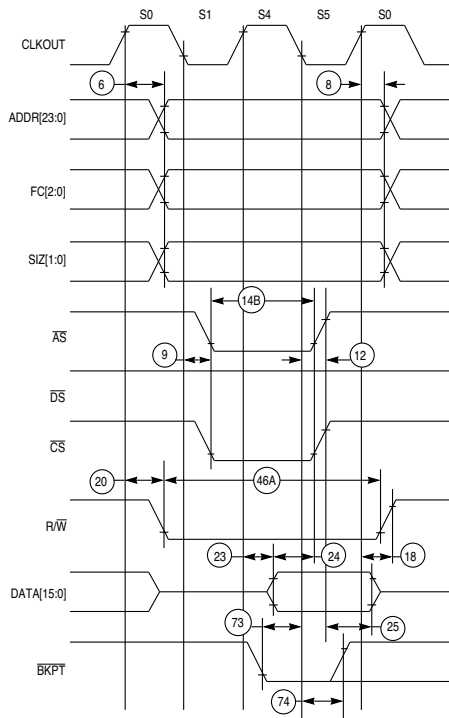 S0 S1 S4 S5 S0
CLKOUT
6 8
ADDR[23:0]
FC[2:0]
SIZ[1:0]
14B
AS
9 12
DS
CS
20 46A
R/W
23 24 18
DATA[15:0]
73 25
BKPT
74